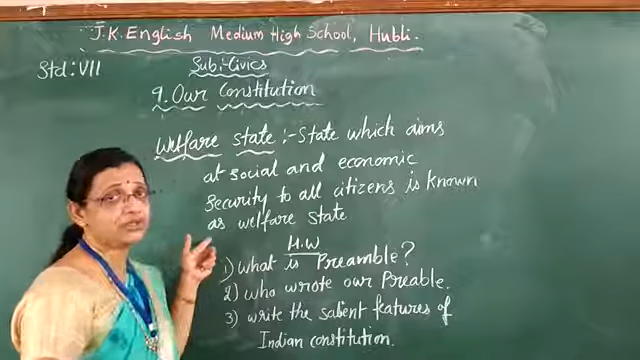 J.K.English Medium High School, Hubli.
Std:VII
Sub:-Civics
9. Our Constitution
Welfare state :- State which aims
at social and economic
security to all citizens is known
as welfare state
H.W
1) What is Preamble?
2) who wrote our Preable.
3) write the salient features of
Indian constitution.